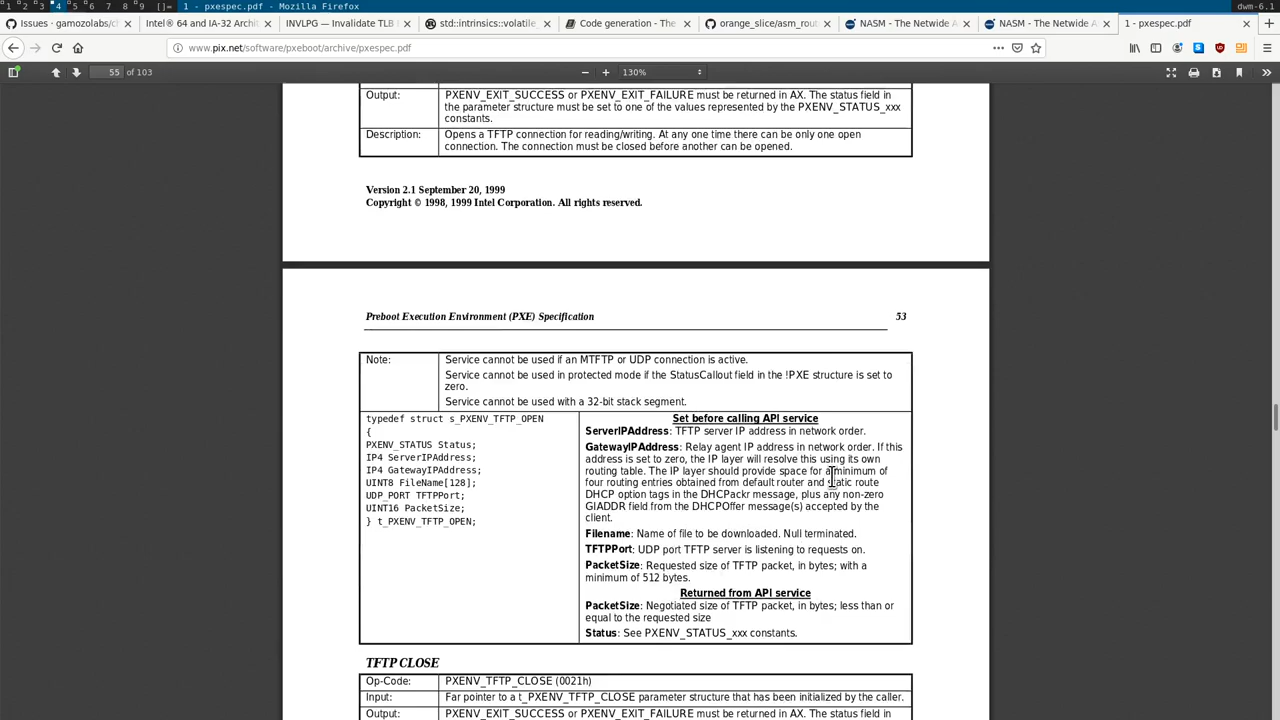 1 2 3 4 5 6 7 8 9 []= 1 - pxespec.pdf - Mozilla Firefox dwm-6.1
Issues · gamozolabs/ch
Intel® 64 and IA-32 Archit
INVLPG — Invalidate TLB
std::intrinsics::volatile_
Code generation - The
orange_slice/asm_rout
NASM - The Netwide A
NASM - The Netwide A
1 - pxespec.pdf
www.pix.net/software/pxeboot/archive/pxespec.pdf
55 of 103
130%
Output:
PXENV_EXIT_SUCCESS or PXENV_EXIT_FAILURE must be returned in AX. The status field in
the parameter structure must be set to one of the values represented by the PXENV_STATUS_xxx
constants.
Description:
Opens a TFTP connection for reading/writing. At any one time there can be only one open
connection. The connection must be closed before another can be opened.
Version 2.1 September 20, 1999
Copyright © 1998, 1999 Intel Corporation. All rights reserved.
Preboot Execution Environment (PXE) Specification 53
Note:
Service cannot be used if an MTFTP or UDP connection is active.
Service cannot be used in protected mode if the StatusCallout field in the !PXE structure is set to
zero.
Service cannot be used with a 32-bit stack segment.
typedef struct s_PXENV_TFTP_OPEN
{
PXENV_STATUS Status;
IP4 ServerIPAddress;
IP4 GatewayIPAddress;
UINT8 FileName[128];
UDP_PORT TFTPPort;
UINT16 PacketSize;
} t_PXENV_TFTP_OPEN;
Set before calling API service
ServerIPAddress: TFTP server IP address in network order.
GatewayIPAddress: Relay agent IP address in network order. If this
address is set to zero, the IP layer will resolve this using its own
routing table. The IP layer should provide space for a minimum of
four routing entries obtained from default router and static route
DHCP option tags in the DHCPackr message, plus any non-zero
GIADDR field from the DHCPOffer message(s) accepted by the
client.
Filename: Name of file to be downloaded. Null terminated.
TFTPPort: UDP port TFTP server is listening to requests on.
PacketSize: Requested size of TFTP packet, in bytes; with a
minimum of 512 bytes.
Returned from API service
PacketSize: Negotiated size of TFTP packet, in bytes; less than or
equal to the requested size
Status: See PXENV_STATUS_xxx constants.
TFTP CLOSE
Op-Code:
PXENV_TFTP_CLOSE (0021h)
Input:
Far pointer to a t_PXENV_TFTP_CLOSE parameter structure that has been initialized by the caller.
Output:
PXENV_EXIT_SUCCESS or PXENV_EXIT_FAILURE must be returned in AX. The status field in